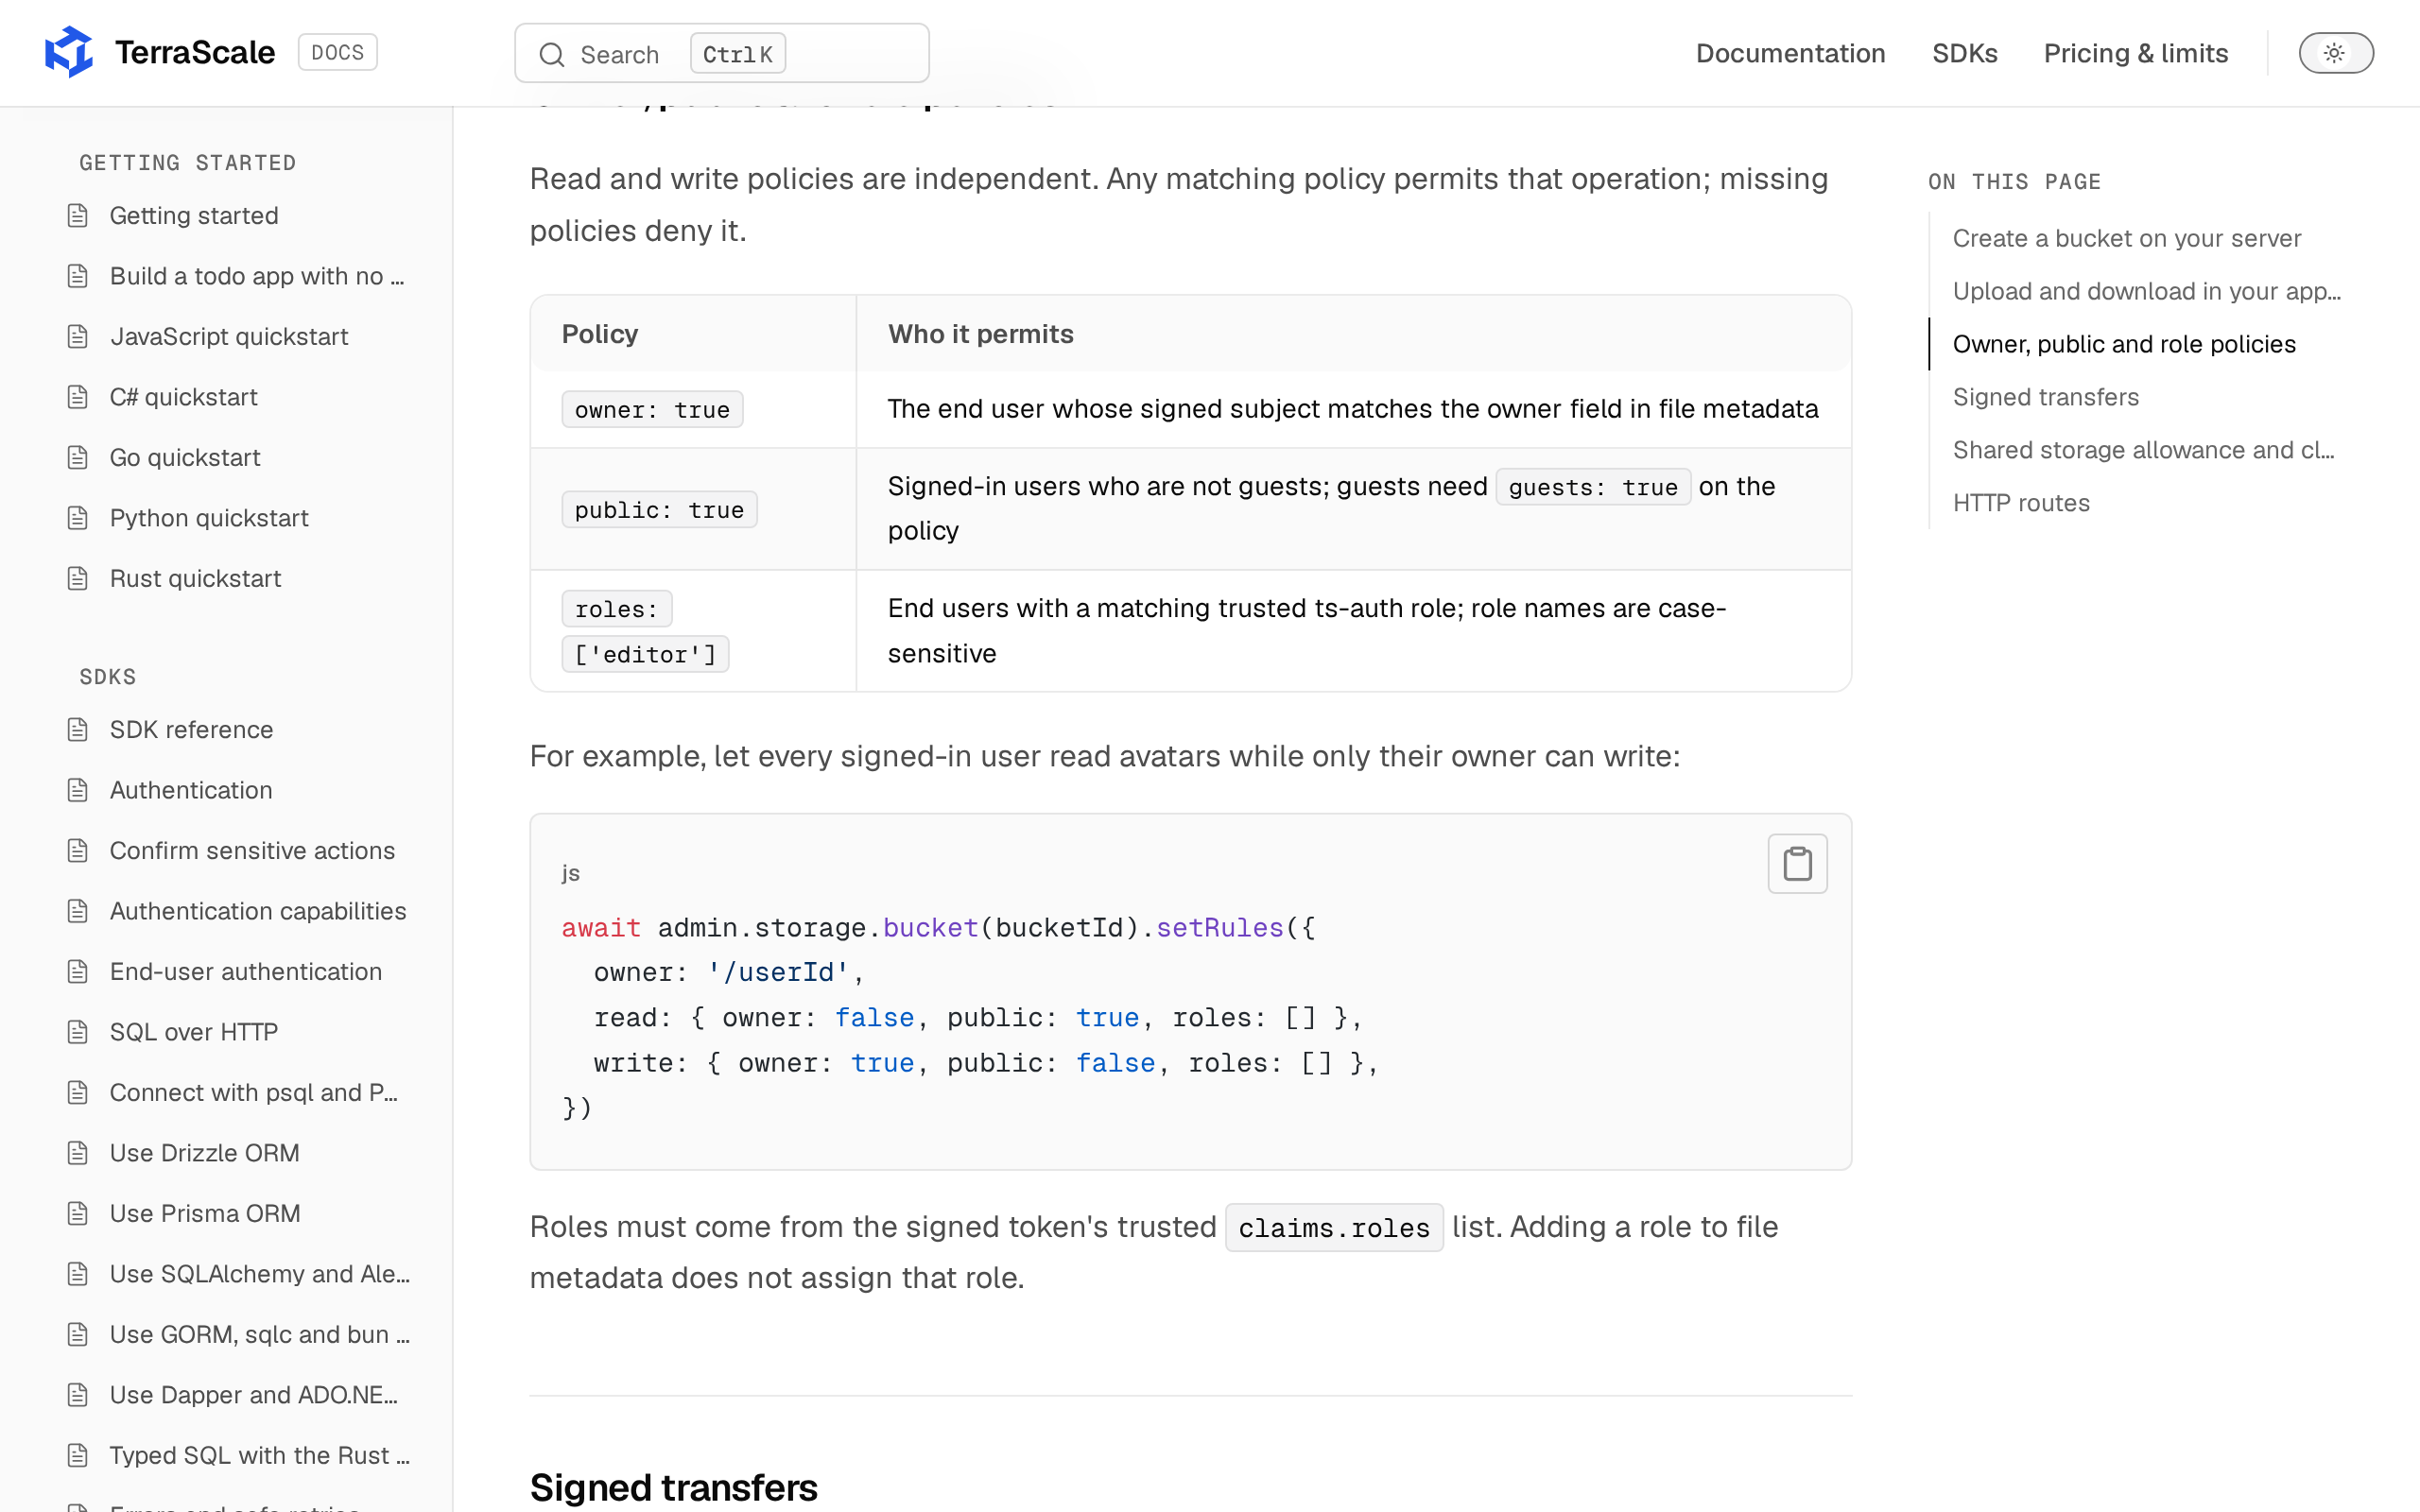 TerraScale DOCS
Search Ctrl K
Documentation SDKs Pricing & limits
GETTING STARTED
Getting started
Build a todo app with no ...
JavaScript quickstart
C# quickstart
Go quickstart
Python quickstart
Rust quickstart
SDKS
SDK reference
Authentication
Confirm sensitive actions
Authentication capabilities
End-user authentication
SQL over HTTP
Connect with psql and P...
Use Drizzle ORM
Use Prisma ORM
Use SQLAlchemy and Ale...
Use GORM, sqlc and bun ...
Use Dapper and ADO.NE...
Typed SQL with the Rust ...
Read and write policies are independent. Any matching policy permits that operation; missing
policies deny it.
Policy Who it permits
owner: true The end user whose signed subject matches the owner field in file metadata
public: true Signed-in users who are not guests; guests need guests: true on the
policy
roles: End users with a matching trusted ts-auth role; role names are case-
['editor'] sensitive
For example, let every signed-in user read avatars while only their owner can write:
js
await admin.storage.bucket(bucketId).setRules({
  owner: '/userId',
  read: { owner: false, public: true, roles: [] },
  write: { owner: true, public: false, roles: [] },
})
Roles must come from the signed token's trusted claims.roles list. Adding a role to file
metadata does not assign that role.
Signed transfers
ON THIS PAGE
Create a bucket on your server
Upload and download in your app...
Owner, public and role policies
Signed transfers
Shared storage allowance and cl...
HTTP routes